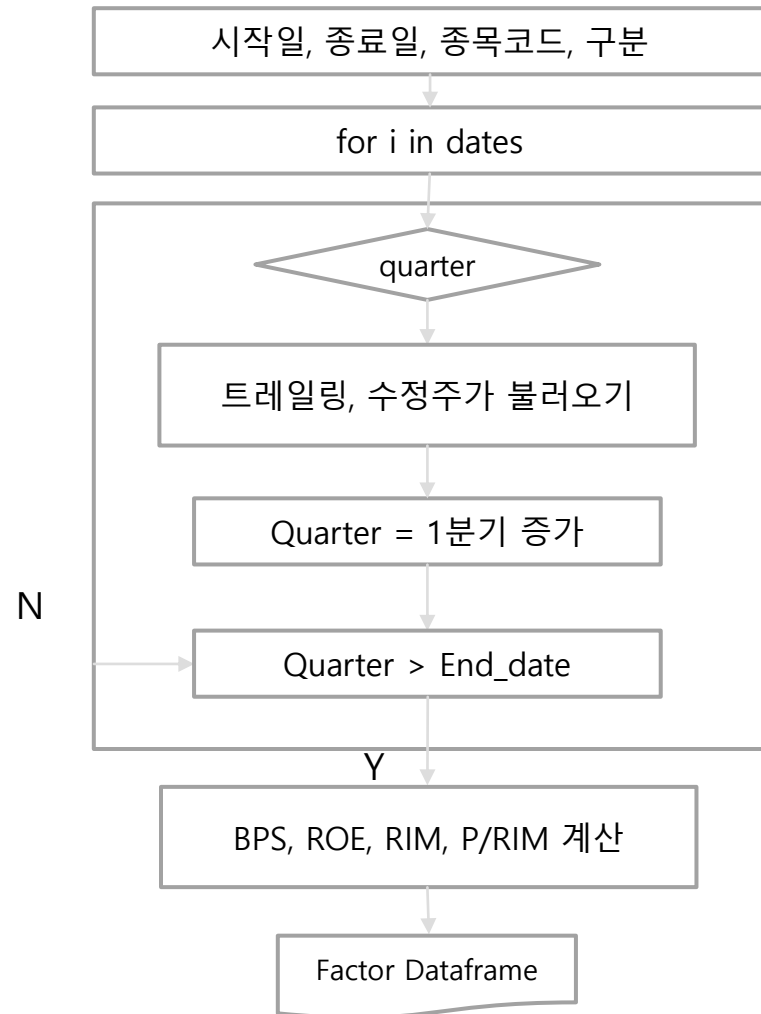 시작일, 종료일, 종목코드, 구분
for i in dates
quarter
트레일링, 수정주가 불러오기
Quarter = 1분기 증가
N
Quarter > End_date
Y
BPS, ROE, RIM, P/RIM 계산
Factor Dataframe